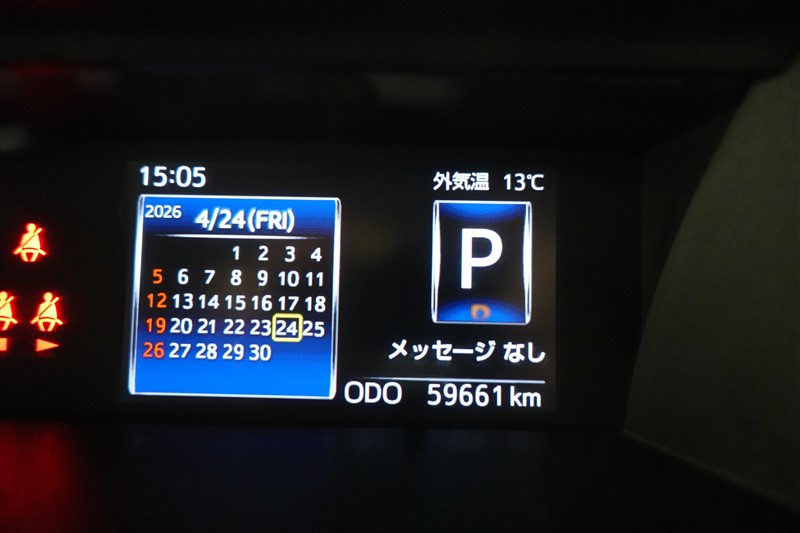 15:05
外気温 13℃
2026 4/24(FRI)
1 2 3 4
5 6 7 8 9 10 11
12 13 14 15 16 17 18
19 20 21 22 23 24 25
26 27 28 29 30
P
D
メッセージ なし
ODO 59661 km